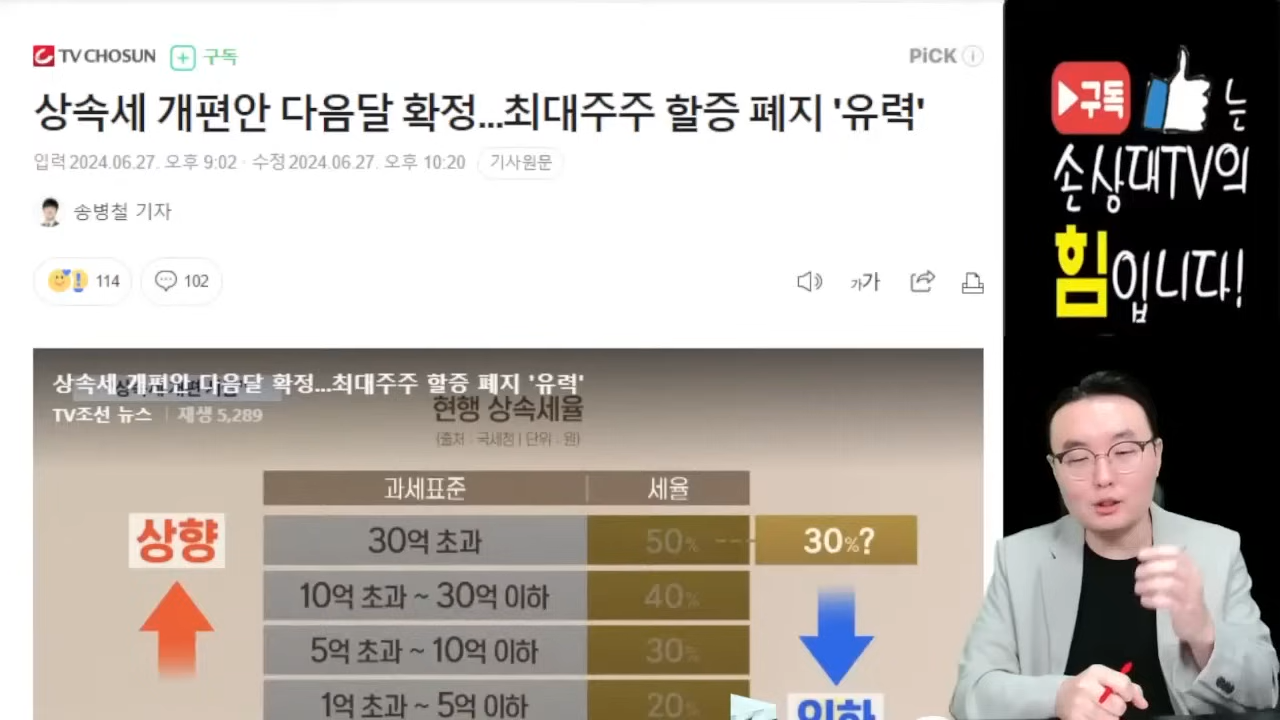 TV CHOSUN 구독
PiCK
상속세 개편안 다음달 확정...최대주주 할증 폐지 '유력'
입력 2024.06.27. 오후 9:02 · 수정 2024.06.27. 오후 10:20 기사원문
송병철 기자
114 102
가가
상속세 개편안 다음달 확정...최대주주 할증 폐지 '유력'
TV조선 뉴스 | 재생 5,289
현행 상속세율
(출처 : 국세청 | 단위 : 원)
과세표준 세율
상향
30억 초과 50% 30%?
10억 초과 ~ 30억 이하 40%
5억 초과 ~ 10억 이하 30%
1억 초과 ~ 5억 이하 20%
인하
구독 는
손상대TV의
힘입니다!